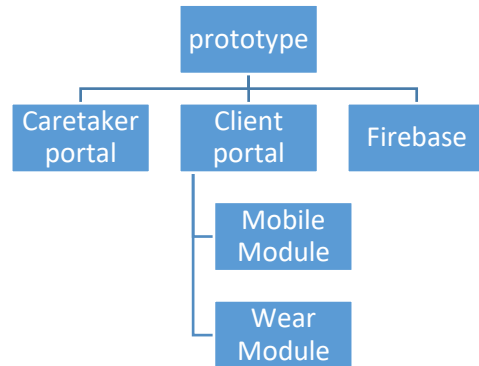 prototype
Caretaker
portal
Client
portal
Firebase
Mobile
Module
Wear
Module